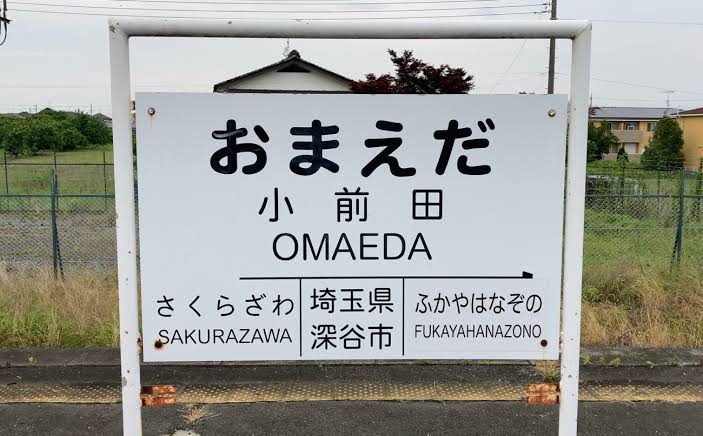 おまえだ
小前田
OMAEDA
さくらざわ
SAKURAZAWA
埼玉県
深谷市
ふかやはなぞの
FUKAYAHANAZONO